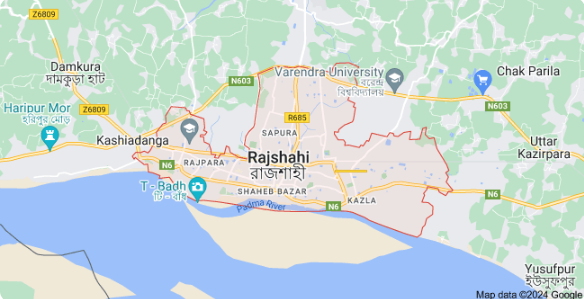 Z6809
Damkura
দামকুড়া হাট
N603
Varendra University
বরেন্দ্র
বিশ্ববিদ্যালয়
Chak Parila
N603
Haripur Mor
হরিপুর মোড়
Z6809
R685
Kashiadanga
SAPURA
Uttar
Kazirpara
N6
RAJPARA
Rajshahi
রাজশাহী
T - Badh
টি - বাঁধ
SHAHEB BAZAR
N6
KAZLA
N6
Padma River
Yusufpur
ইউসুফপুর
Map data ©2024 Google